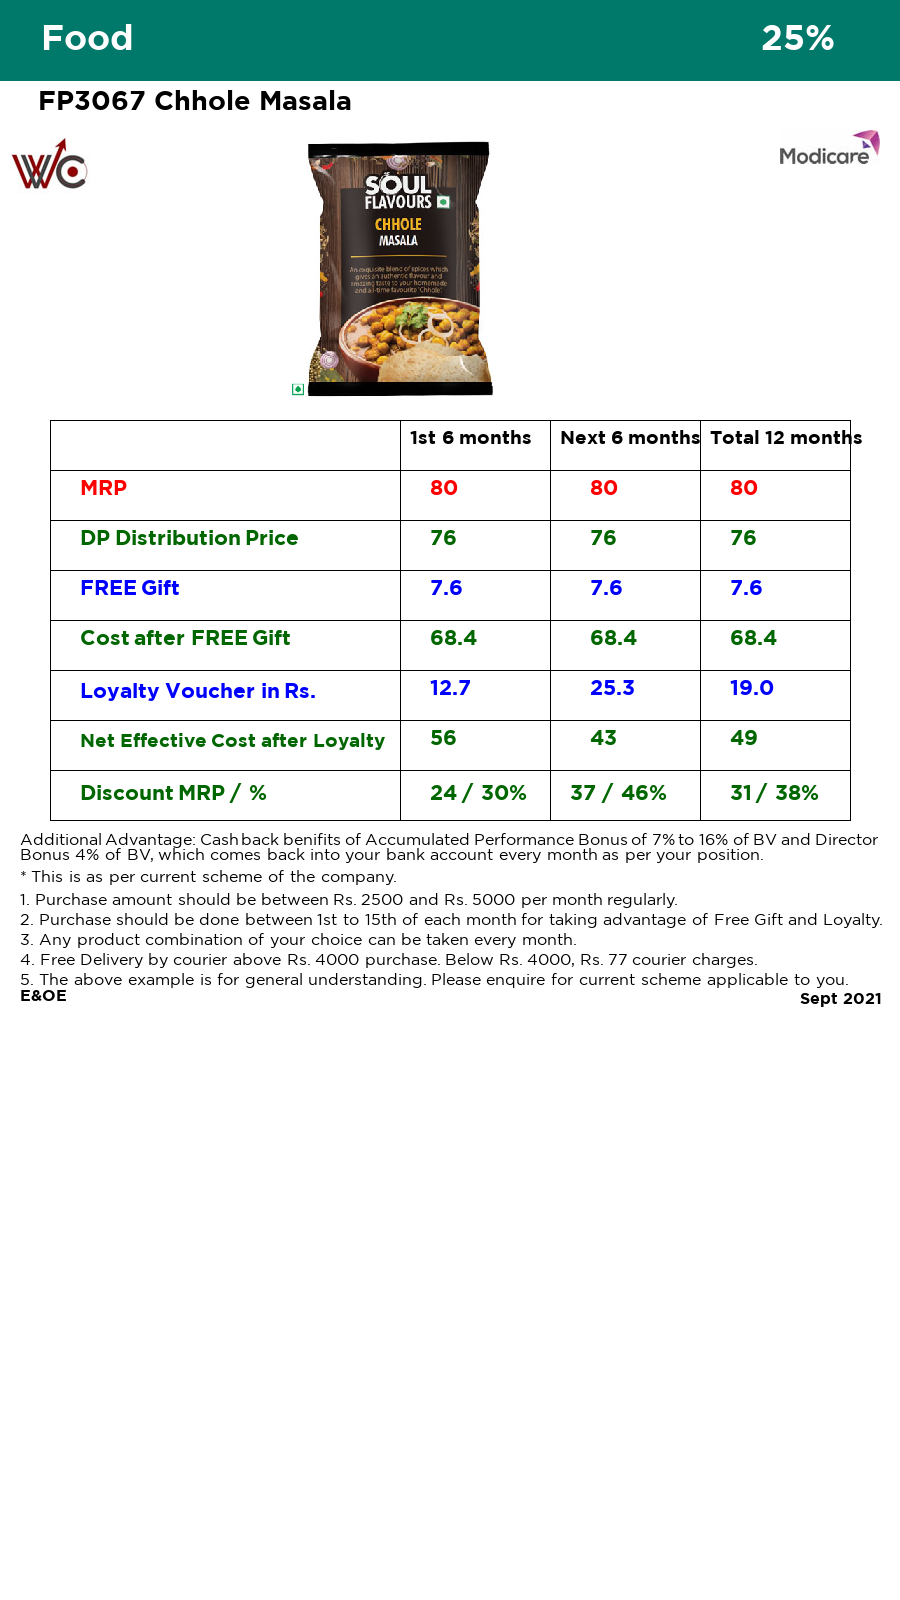 Food 25%
FP3067 Chhole Masala
WC
Modicare
SOUL
FLAVOURS
CHHOLE
MASALA
An exquisite blend of spices which
gives an authentic flavour and
amazing taste to your homemade
and all-time favourite 'Chhole'.
1st 6 months Next 6 months Total 12 months
MRP 80 80 80
DP Distribution Price 76 76 76
FREE Gift 7.6 7.6 7.6
Cost after FREE Gift 68.4 68.4 68.4
Loyalty Voucher in Rs. 12.7 25.3 19.0
Net Effective Cost after Loyalty 56 43 49
Discount MRP / % 24 / 30% 37 / 46% 31 / 38%
Additional Advantage: Cashback benifits of Accumulated Performance Bonus of 7% to 16% of BV and Director
Bonus 4% of BV, which comes back into your bank account every month as per your position.
* This is as per current scheme of the company.
1. Purchase amount should be between Rs. 2500 and Rs. 5000 per month regularly.
2. Purchase should be done between 1st to 15th of each month for taking advantage of Free Gift and Loyalty.
3. Any product combination of your choice can be taken every month.
4. Free Delivery by courier above Rs. 4000 purchase. Below Rs. 4000, Rs. 77 courier charges.
5. The above example is for general understanding. Please enquire for current scheme applicable to you.
E&OE
Sept 2021